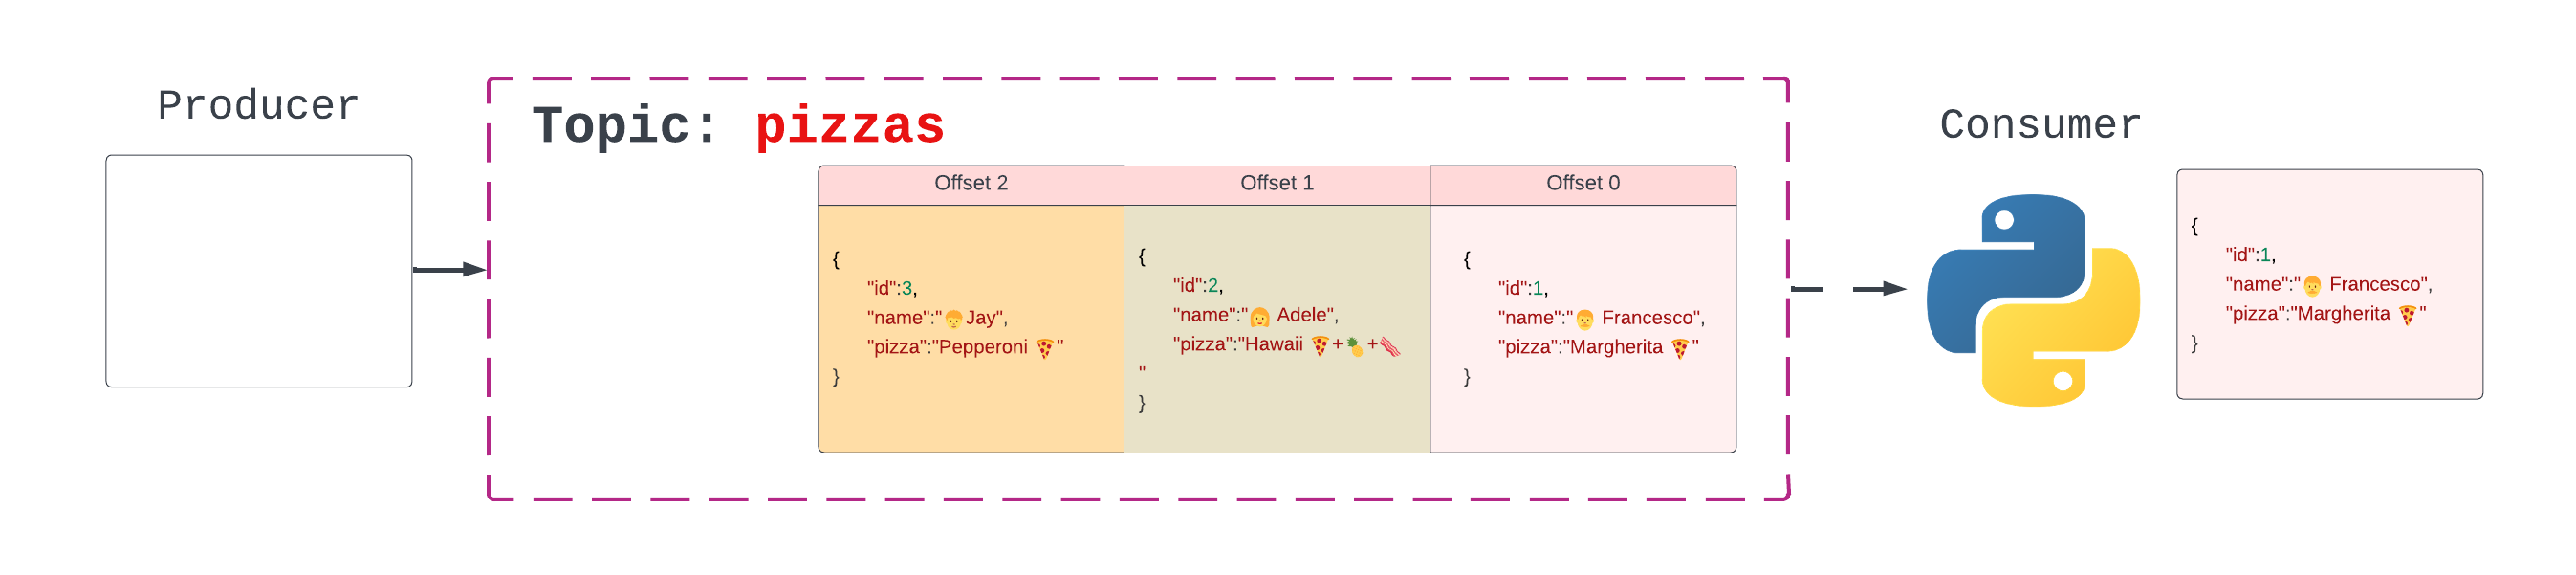 Producer
Topic: pizzas
Offset 2
{
"id":3,
"name":"👨Jay",
"pizza":"Pepperoni 🍕"
}
Offset 1
{
"id":2,
"name":"👩 Adele",
"pizza":"Hawaii 🍕+🍍+🥓
"
}
Offset 0
{
"id":1,
"name":"👨 Francesco",
"pizza":"Margherita 🍕"
}
Consumer
{
"id":1,
"name":"👨 Francesco",
"pizza":"Margherita 🍕"
}